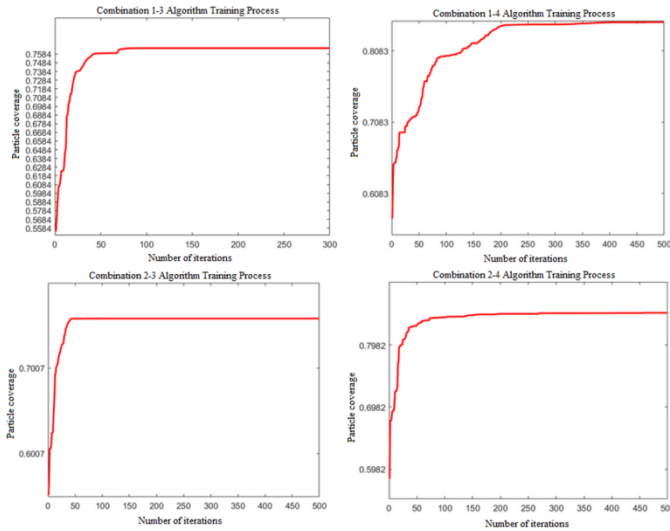 Combination 1-3 Algorithm Training Process
Particle coverage
0.7584
0.7484
0.7384
0.7284
0.7184
0.7084
0.6984
0.6884
0.6784
0.6684
0.6584
0.6484
0.6384
0.6284
0.6184
0.6084
0.5984
0.5884
0.5784
0.5684
0.5584
0 50 100 150 200 250 300
Number of iterations
Combination 1-4 Algorithm Training Process
Particle coverage
0.8083
0.7083
0.6083
0 50 100 150 200 250 300 350 400 450 500
Number of iterations
Combination 2-3 Algorithm Training Process
Particle coverage
0.7007
0.6007
0 50 100 150 200 250 300 350 400 450 500
Number of iterations
Combination 2-4 Algorithm Training Process
Particle coverage
0.7982
0.6982
0.5982
0 50 100 150 200 250 300 350 400 450 500
Number of iterations